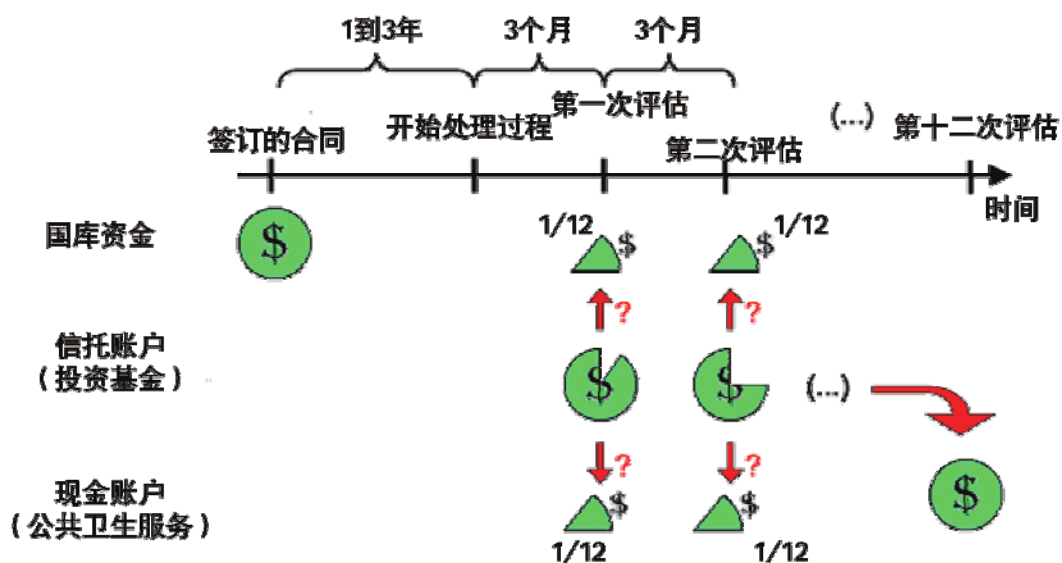 1到3年
3个月
3个月
签订的合同
开始处理过程
第一次评估
第二次评估
(...)
第十二次评估
时间
国库资金
$
1/12
$
$
1/12
?
?
信托账户
（投资基金）
$
$
(...)
?
?
现金账户
（公共卫生服务）
$
$
$
1/12
1/12